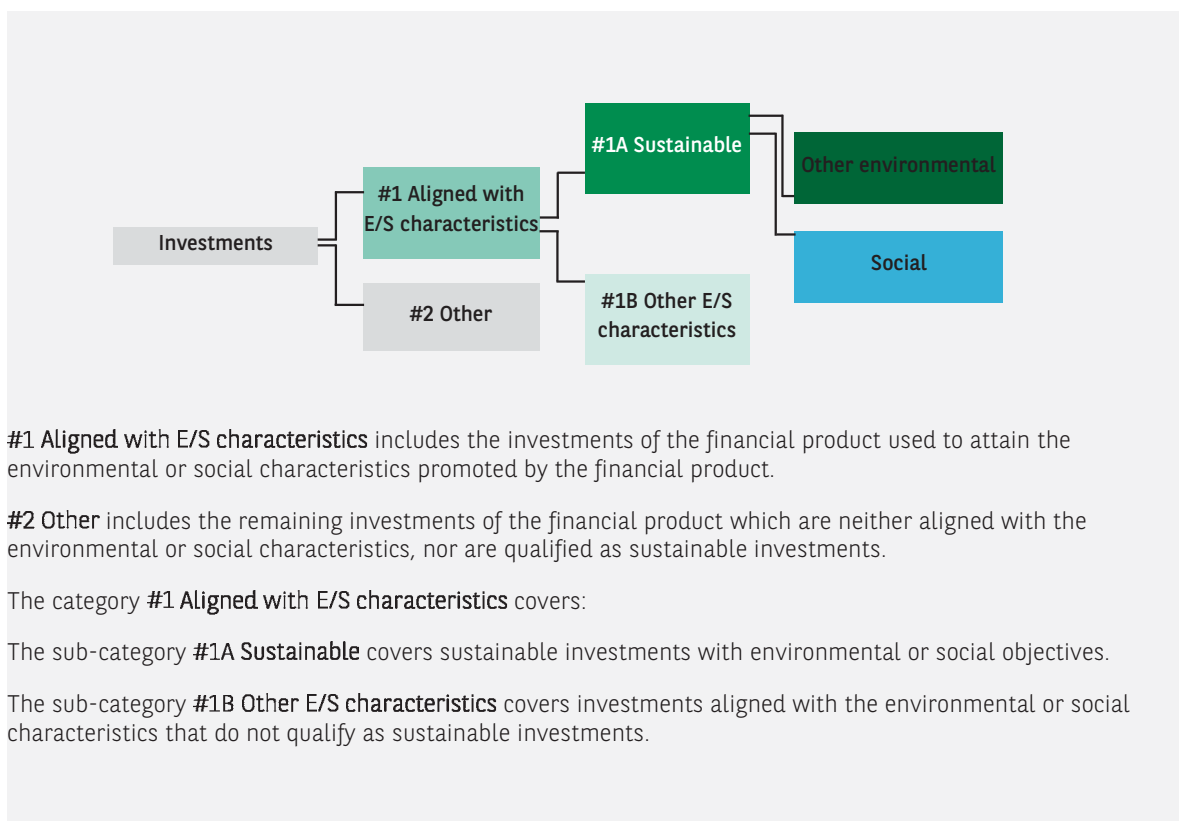 #1A Sustainable
Other environmental
#1 Aligned with
E/S characteristics
Investments
Social
#2 Other
#1B Other E/S
characteristics
#1 Aligned with E/S characteristics includes the investments of the financial product used to attain the
environmental or social characteristics promoted by the financial product.
#2 Other includes the remaining investments of the financial product which are neither aligned with the
environmental or social characteristics, nor are qualified as sustainable investments.
The category #1 Aligned with E/S characteristics covers:
The sub-category #1A Sustainable covers sustainable investments with environmental or social objectives.
The sub-category #1B Other E/S characteristics covers investments aligned with the environmental or social
characteristics that do not qualify as sustainable investments.